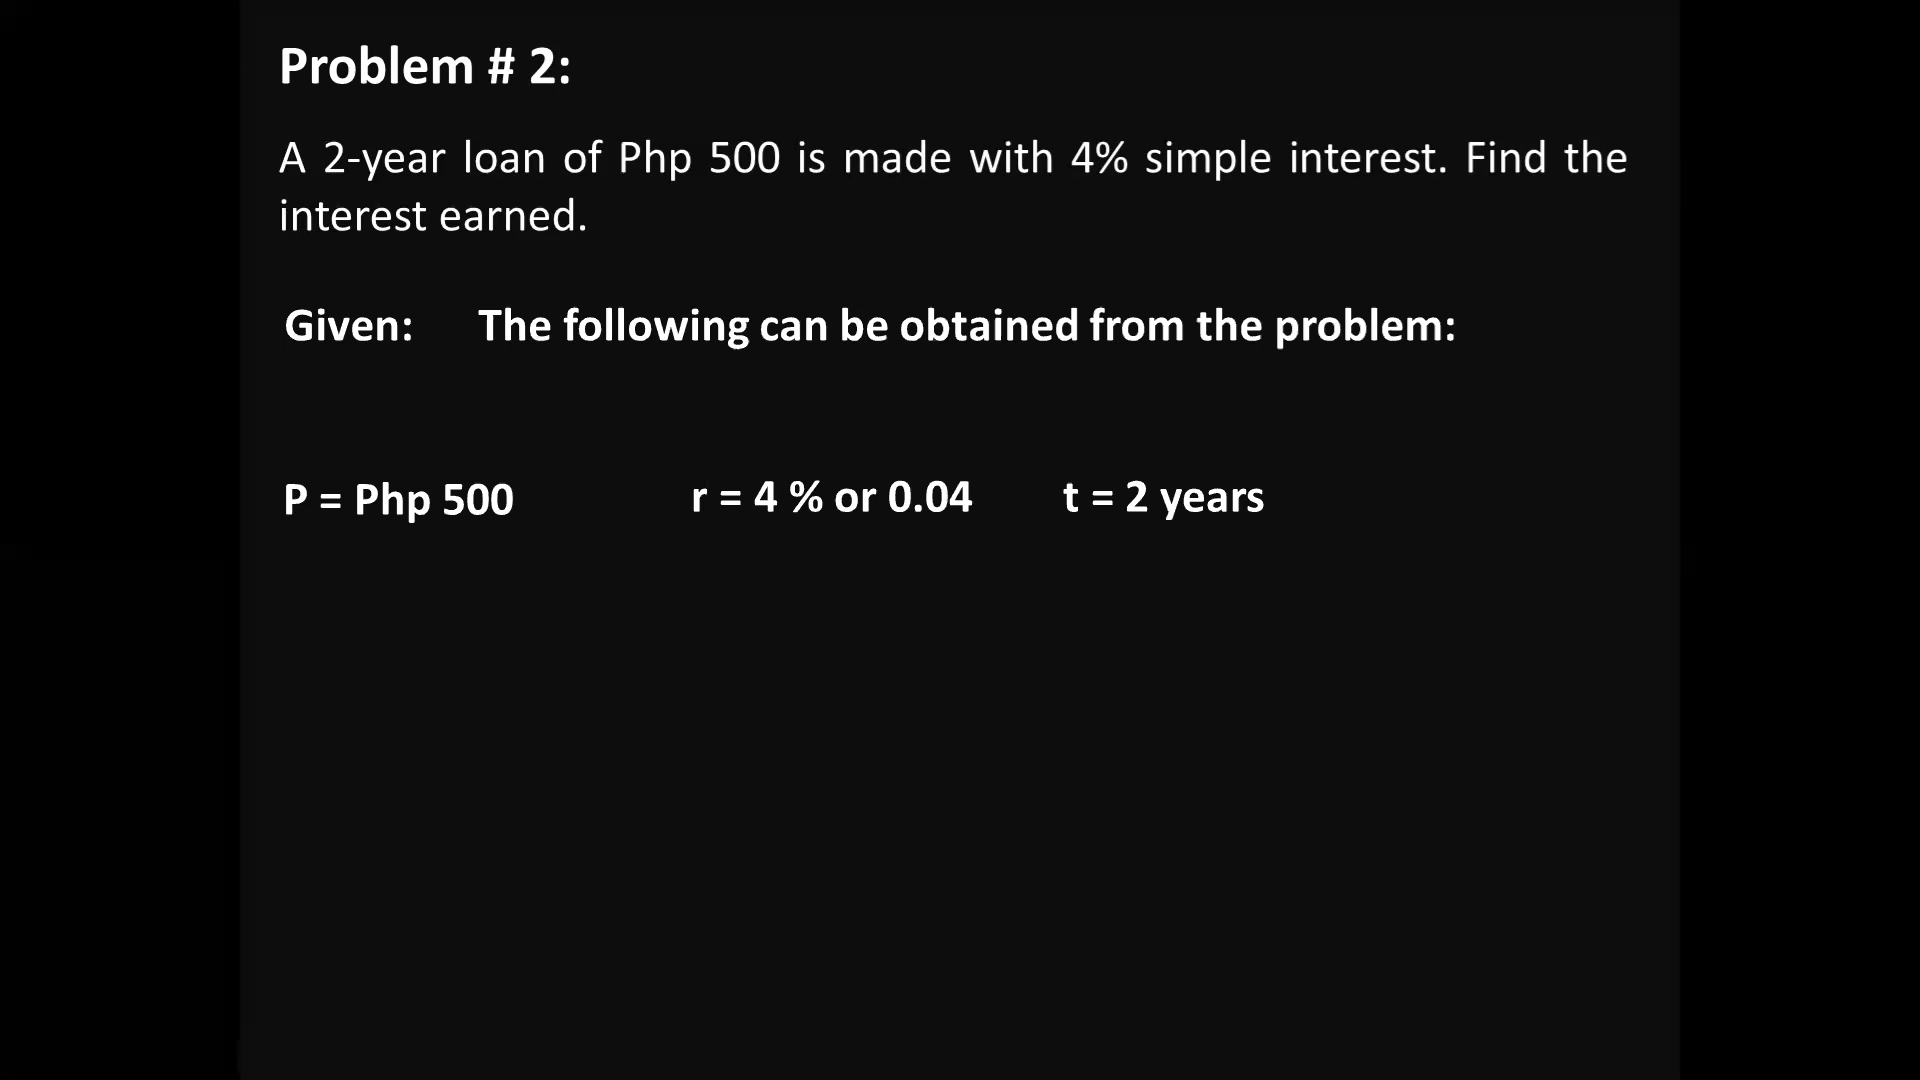 Problem # 2:
A 2-year loan of Php 500 is made with 4% simple interest. Find the
interest earned.
Given: The following can be obtained from the problem:
P = Php 500 r = 4 % or 0.04 t = 2 years